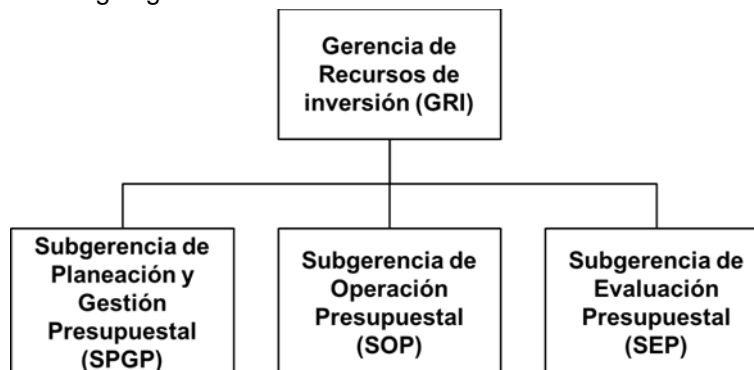 Gerencia de
Recursos de
inversión (GRI)
Subgerencia de
Planeación y
Gestión
Presupuestal
(SPGP)
Subgerencia de
Operación
Presupuestal
(SOP)
Subgerencia de
Evaluación
Presupuestal
(SEP)